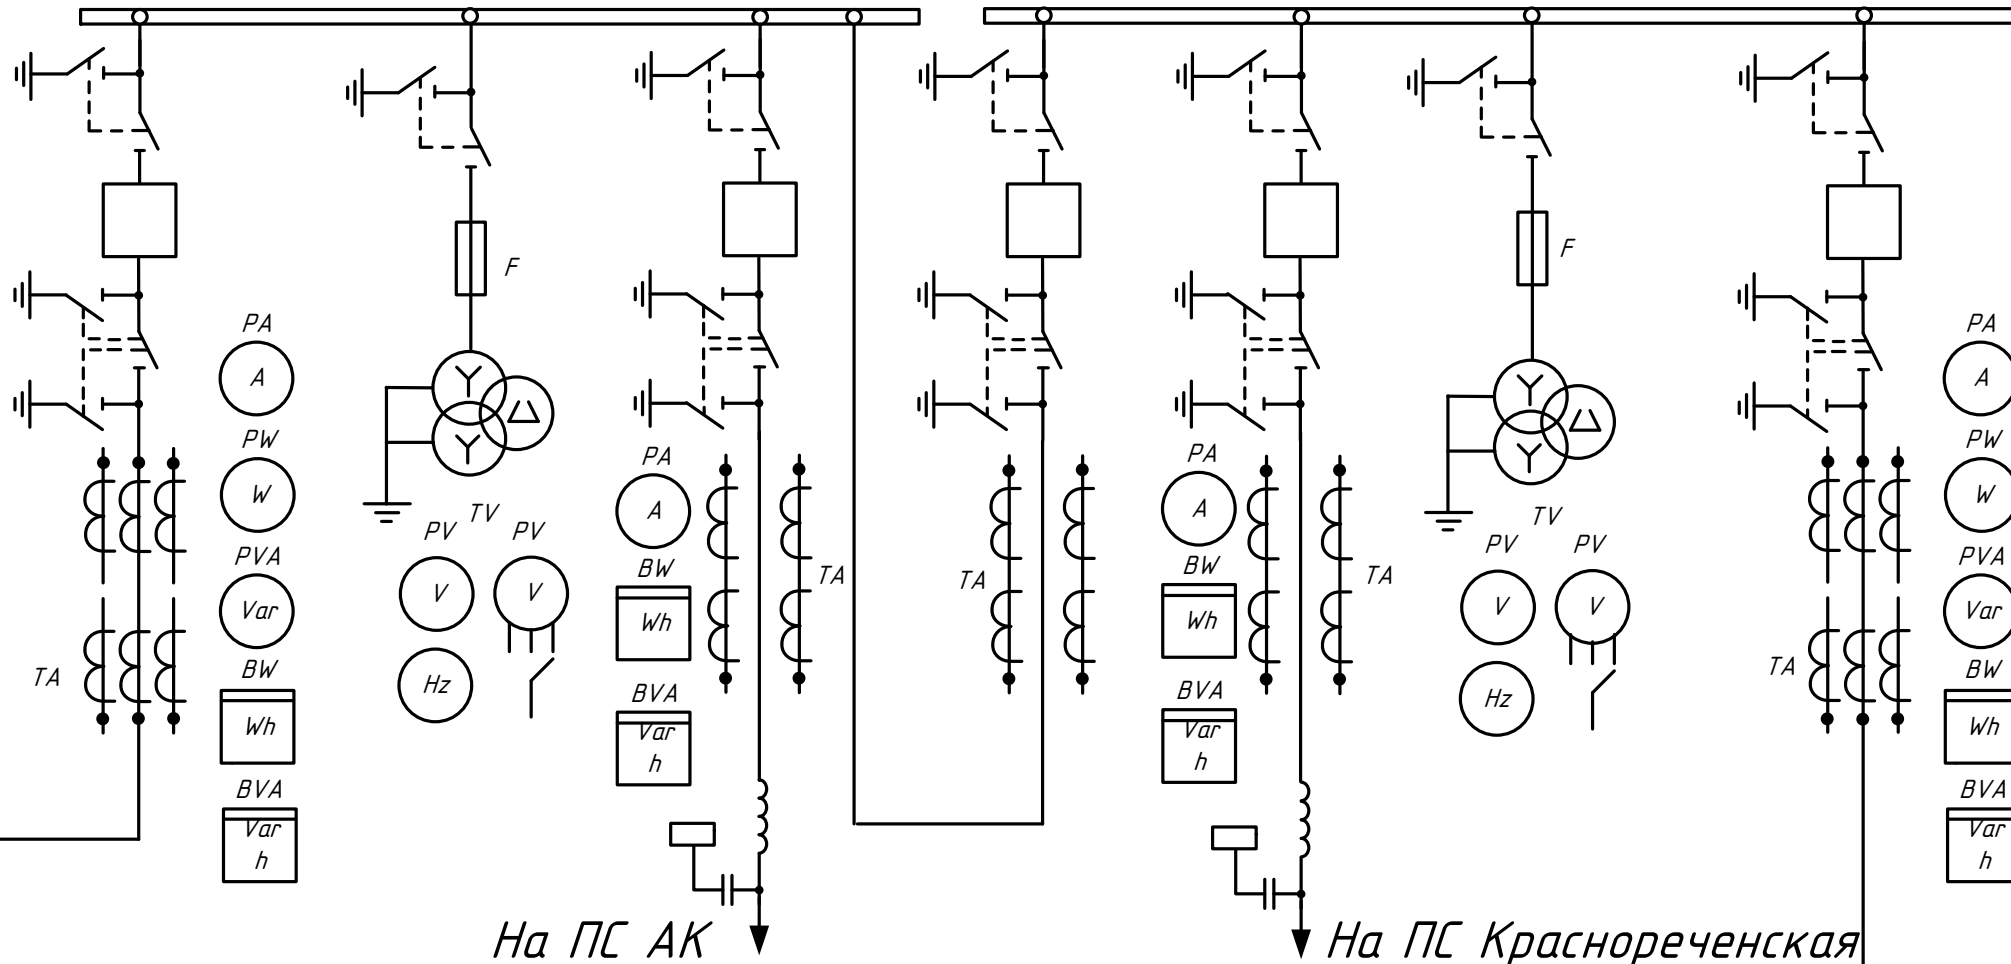 F
PA
A
PW
W
PVA
Var
TA
BW
Wh
BVA
Var
h
TV
PV
PV
V
V
Hz
PA
A
BW
Wh
BVA
Var
h
TA
На ПС АК
TA
PA
A
BW
Wh
BVA
Var
h
TA
На ПС Краснореченская
F
TV
PV
PV
V
V
Hz
TA
PA
A
PW
W
PVA
Var
BW
Wh
BVA
Var
h